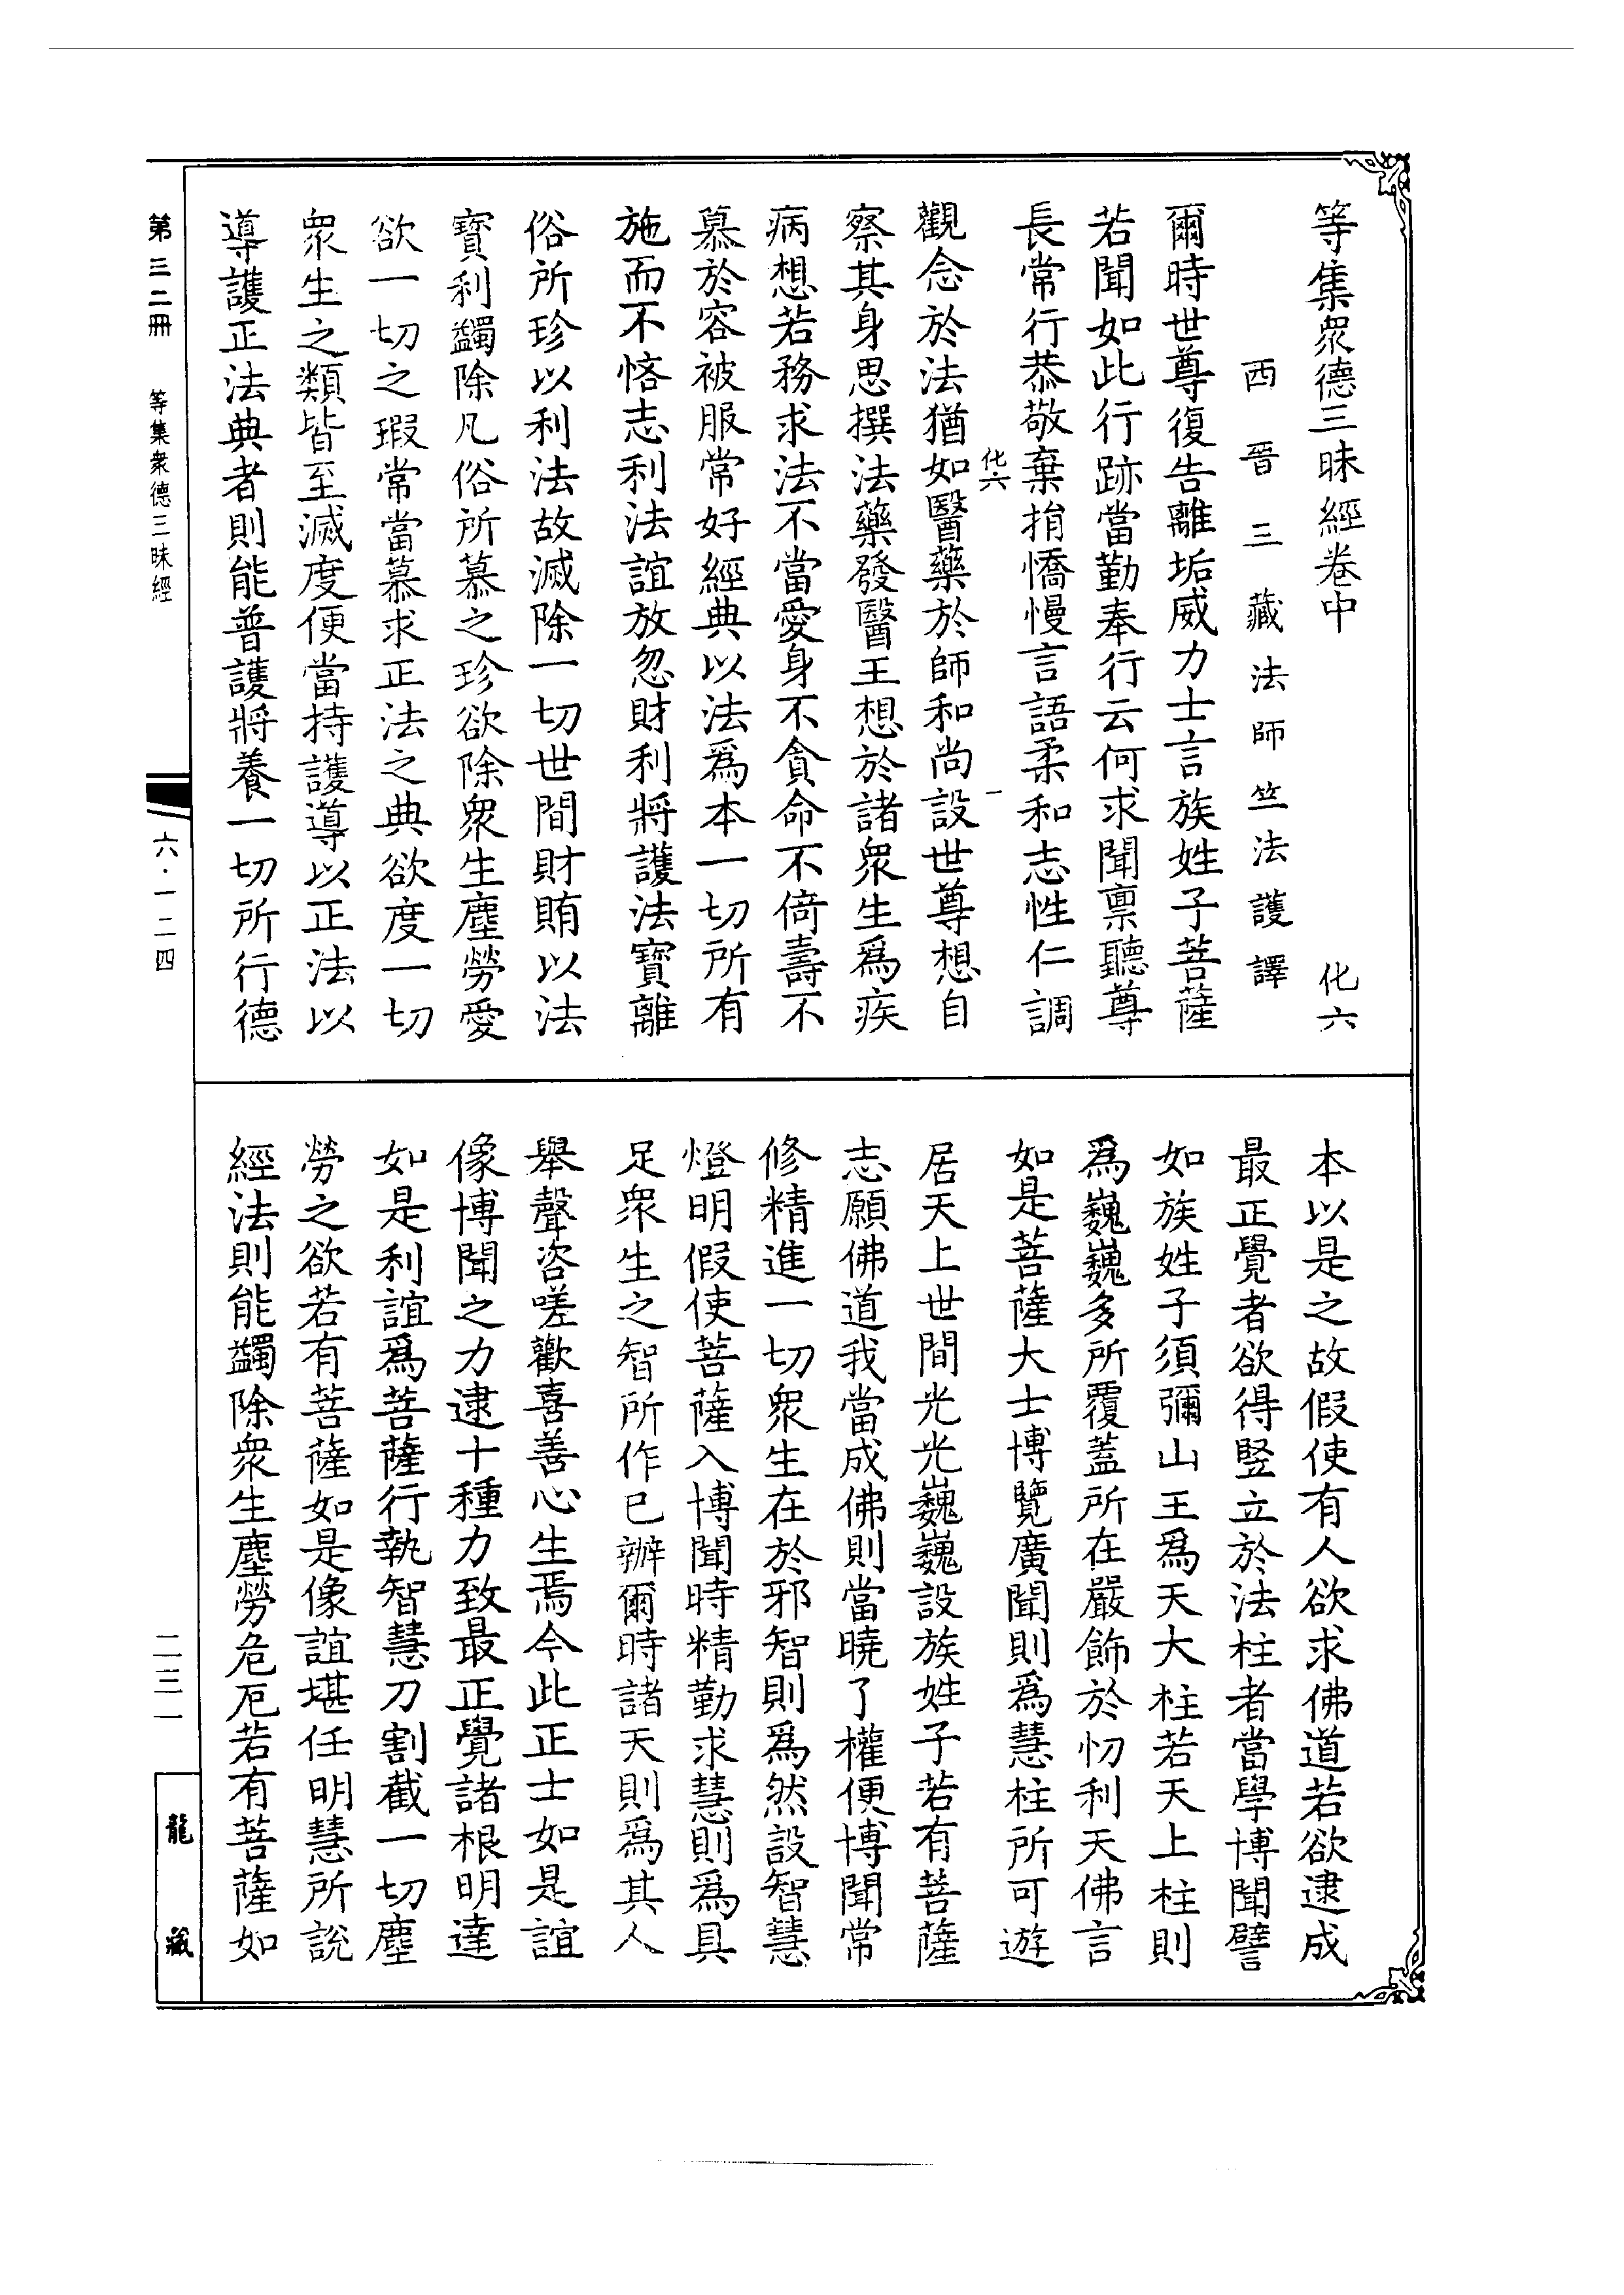 等集衆德三昧經卷中　化六
西晉三藏法師竺法護譯
爾時世尊復告離垢威力士言族姓子菩薩
若聞如此行跡當勤奉行云何求聞禀聽尊
長常行恭敬棄捐憍慢言語柔和志性仁調
化六　一
觀念於法猶如醫藥於師和尚設世尊想自
察其身思撰法藥發醫王想於諸衆生爲疾
病想若務求法不當愛身不貪命不倚壽不
慕於容被服常好經典以法爲本一切所有
施而不悋志利法誼放忽財利將護法寶離
俗所珍以利法故滅除一切世間財賄以法
寶利蠲除凡俗所慕之珍欲除衆生塵勞愛
欲一切之瑕常當慕求正法之典欲度一切
衆生之類皆至滅度便當持護導以正法以
導護正法典者則能普護將養一切所行德
本以是之故假使有人欲求佛道若欲逮成
最正覺者欲得竪立於法柱者當學博聞譬
如族姓子須彌山王爲天大柱若天上柱則
爲巍巍多所覆蓋所在嚴飾於忉利天佛言
如是菩薩大士博覽廣聞則爲慧柱所可遊
居天上世間光光巍巍設族姓子若有菩薩
志願佛道我當成佛則當曉了權便博聞常
修精進一切衆生在於邪智則爲然設智慧
燈明假使菩薩入博聞時精勤求慧則爲具
足衆生之智所作已辦爾時諸天則爲其人
舉聲咨嗟歡喜善心生焉今此正士如是誼
像博聞之力逮十種力致最正覺諸根明達
如是利誼爲菩薩行執智慧刀割截一切塵
勞之欲若有菩薩如是像誼堪任明慧所說
經法則能蠲除衆生塵勞危厄若有菩薩如
第三二冊　等集衆德三昧經
六·一二四
二三一
龍藏